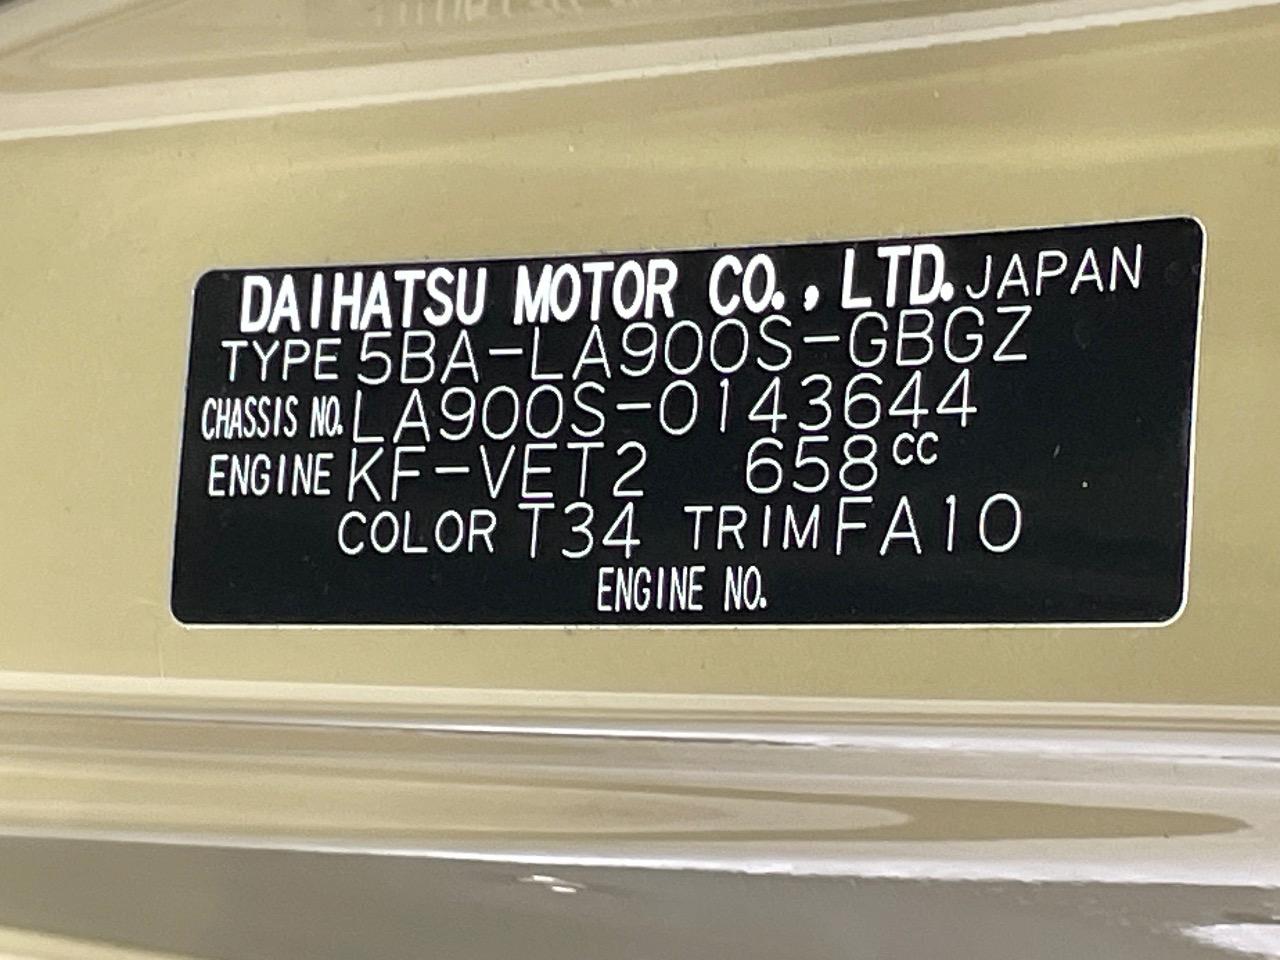 DAIHATSU MOTOR CO., LTD. JAPAN
TYPE 5BA-LA900S-GBGZ
CHASSIS NO. LA900S-0143644
ENGINE KF-VET2 658cc
COLOR T34 TRIM FA10
ENGINE NO.